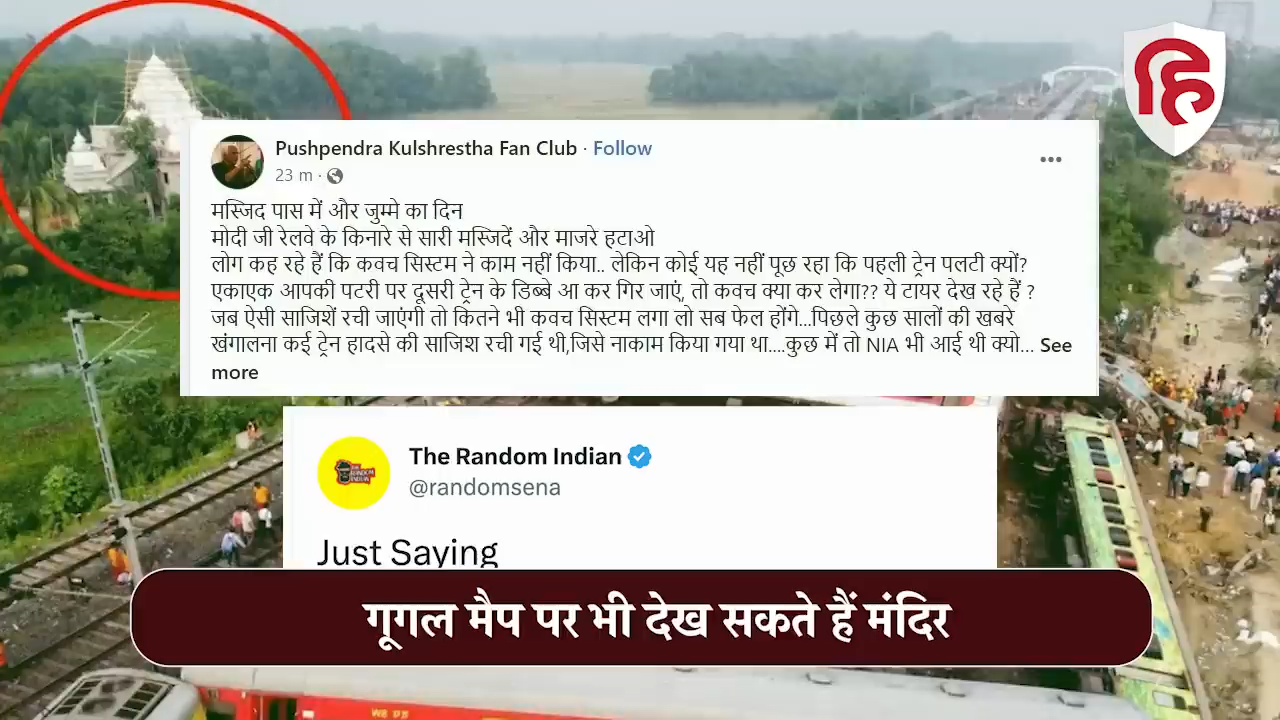 हि
Pushpendra Kulshrestha Fan Club · Follow
23 m ·
मस्जिद पास में और जुम्मे का दिन
मोदी जी रेलवे के किनारे से सारी मस्जिदें और माजरे हटाओ
लोग कह रहे हैं कि कवच सिस्टम ने काम नहीं किया.. लेकिन कोई यह नहीं पूछ रहा कि पहली ट्रेन पलटी क्यों?
एकाएक आपकी पटरी पर दूसरी ट्रेन के डिब्बे आ कर गिर जाएं, तो कवच क्या कर लेगा?? ये टायर देख रहे हैं ?
जब ऐसी साजिशें रची जाएंगी तो कितने भी कवच सिस्टम लगा लो सब फेल होंगे...पिछले कुछ सालों की खबरे
खंगालना कई ट्रेन हादसे की साजिश रची गई थी,जिसे नाकाम किया गया था....कुछ में तो NIA भी आई थी क्यो... See
more
The Random Indian
@randomsena
Just Saying
गूगल मैप पर भी देख सकते हैं मंदिर